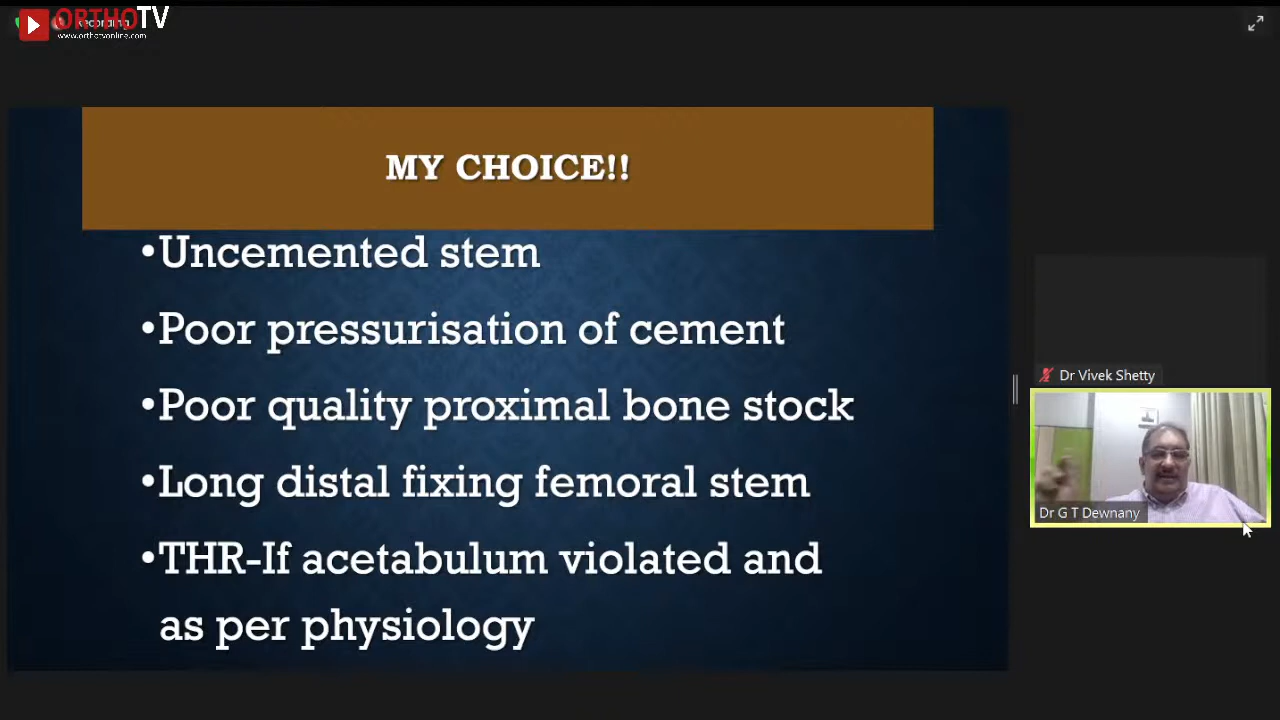 ORTHOTV
Recording
www.orthotvonline.com
MY CHOICE!!
•Uncemented stem
•Poor pressurisation of cement
•Poor quality proximal bone stock
•Long distal fixing femoral stem
•THR-If acetabulum violated and
as per physiology
Dr Vivek Shetty
Dr G T Dewnany